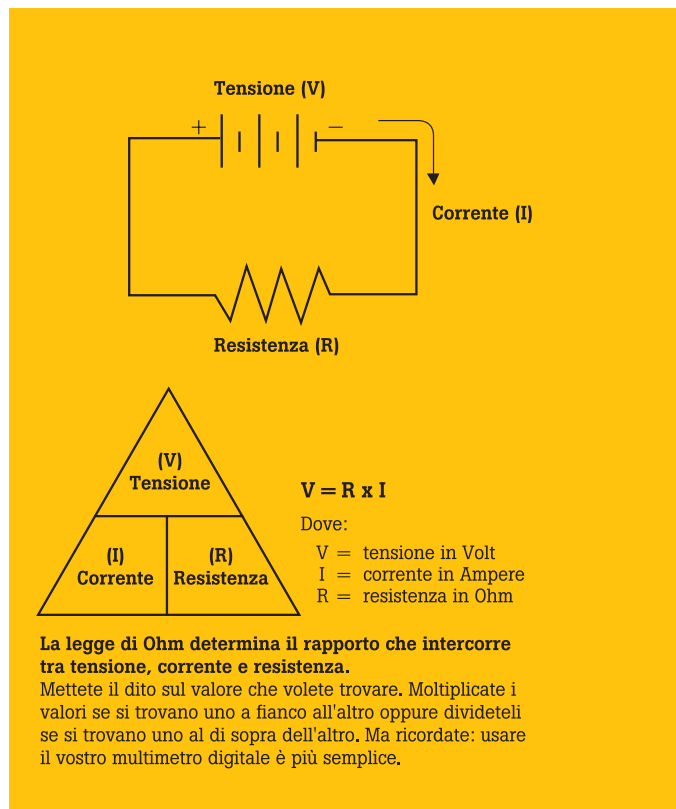 Tensione (V)
+ −
Corrente (I)
Resistenza (R)
(V)
Tensione
(I)
Corrente
(R)
Resistenza
V = R x I
Dove:
V = tensione in Volt
I = corrente in Ampere
R = resistenza in Ohm
La legge di Ohm determina il rapporto che intercorre
tra tensione, corrente e resistenza.
Mettete il dito sul valore che volete trovare. Moltiplicate i
valori se si trovano uno a fianco all'altro oppure divideteli
se si trovano uno al di sopra dell'altro. Ma ricordate: usare
il vostro multimetro digitale è più semplice.